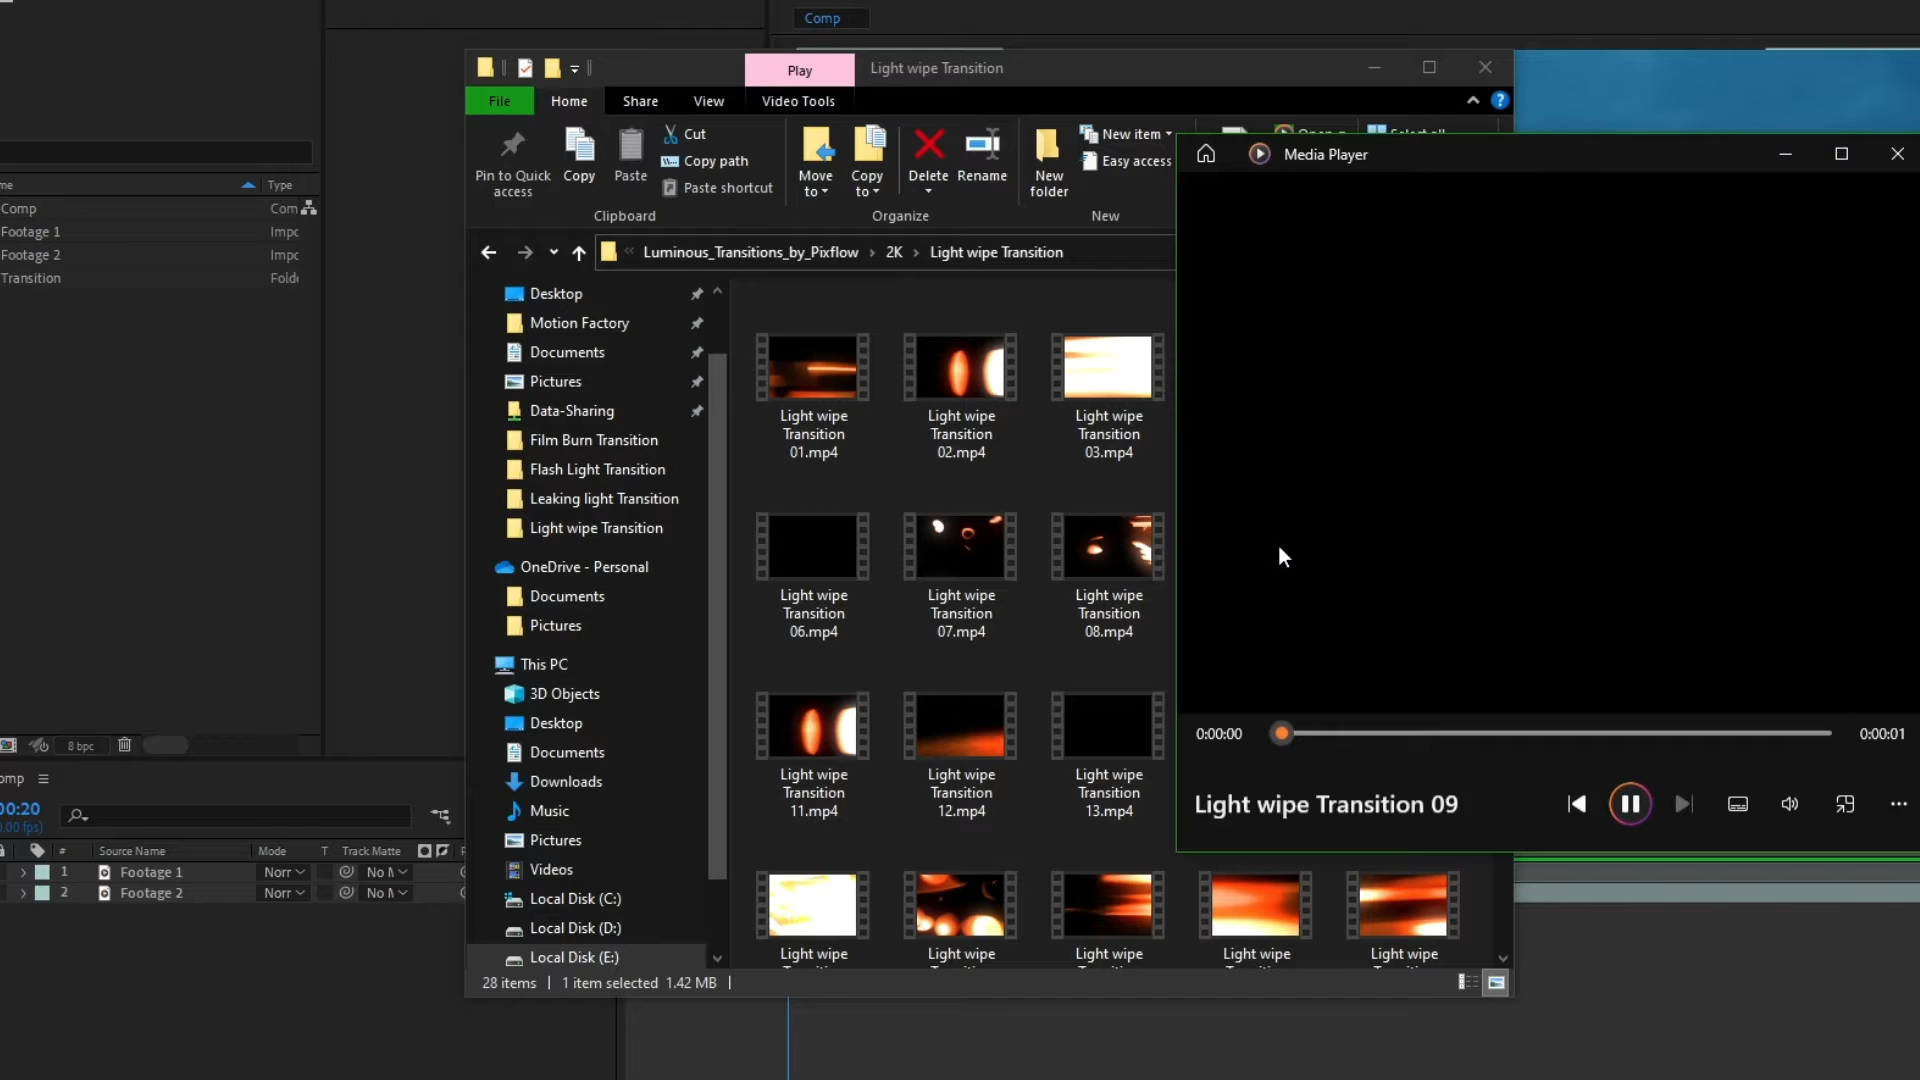 Comp
Play
Light wipe Transition
File
Home
Share
View
Video Tools
Pin to Quick access
Copy
Paste
Cut
Copy path
Paste shortcut
Move to
Copy to
Delete
Rename
New folder
New item
Easy access
Select all
Clipboard
Organize
New
Luminous_Transitions_by_Pixflow
2K
Light wipe Transition
Type
Comp
Footage 1
Footage 2
Transition
8 bpc
Desktop
Motion Factory
Documents
Pictures
Data-Sharing
Film Burn Transition
Flash Light Transition
Leaking light Transition
Light wipe Transition
OneDrive - Personal
Documents
Pictures
This PC
3D Objects
Desktop
Documents
Downloads
Music
Pictures
Videos
Local Disk (C:)
Local Disk (D:)
Local Disk (E:)
Light wipe Transition 01.mp4
Light wipe Transition 02.mp4
Light wipe Transition 03.mp4
Light wipe Transition 06.mp4
Light wipe Transition 07.mp4
Light wipe Transition 08.mp4
Light wipe Transition 11.mp4
Light wipe Transition 12.mp4
Light wipe Transition 13.mp4
Light wipe
Light wipe
Light wipe
Light wipe
Light wipe
28 items
1 item selected 1.42 MB
Media Player
0:00:00
0:00:01
Light wipe Transition 09
00:20
#
Source Name
Mode
T
Track Matte
1
Footage 1
2
Footage 2